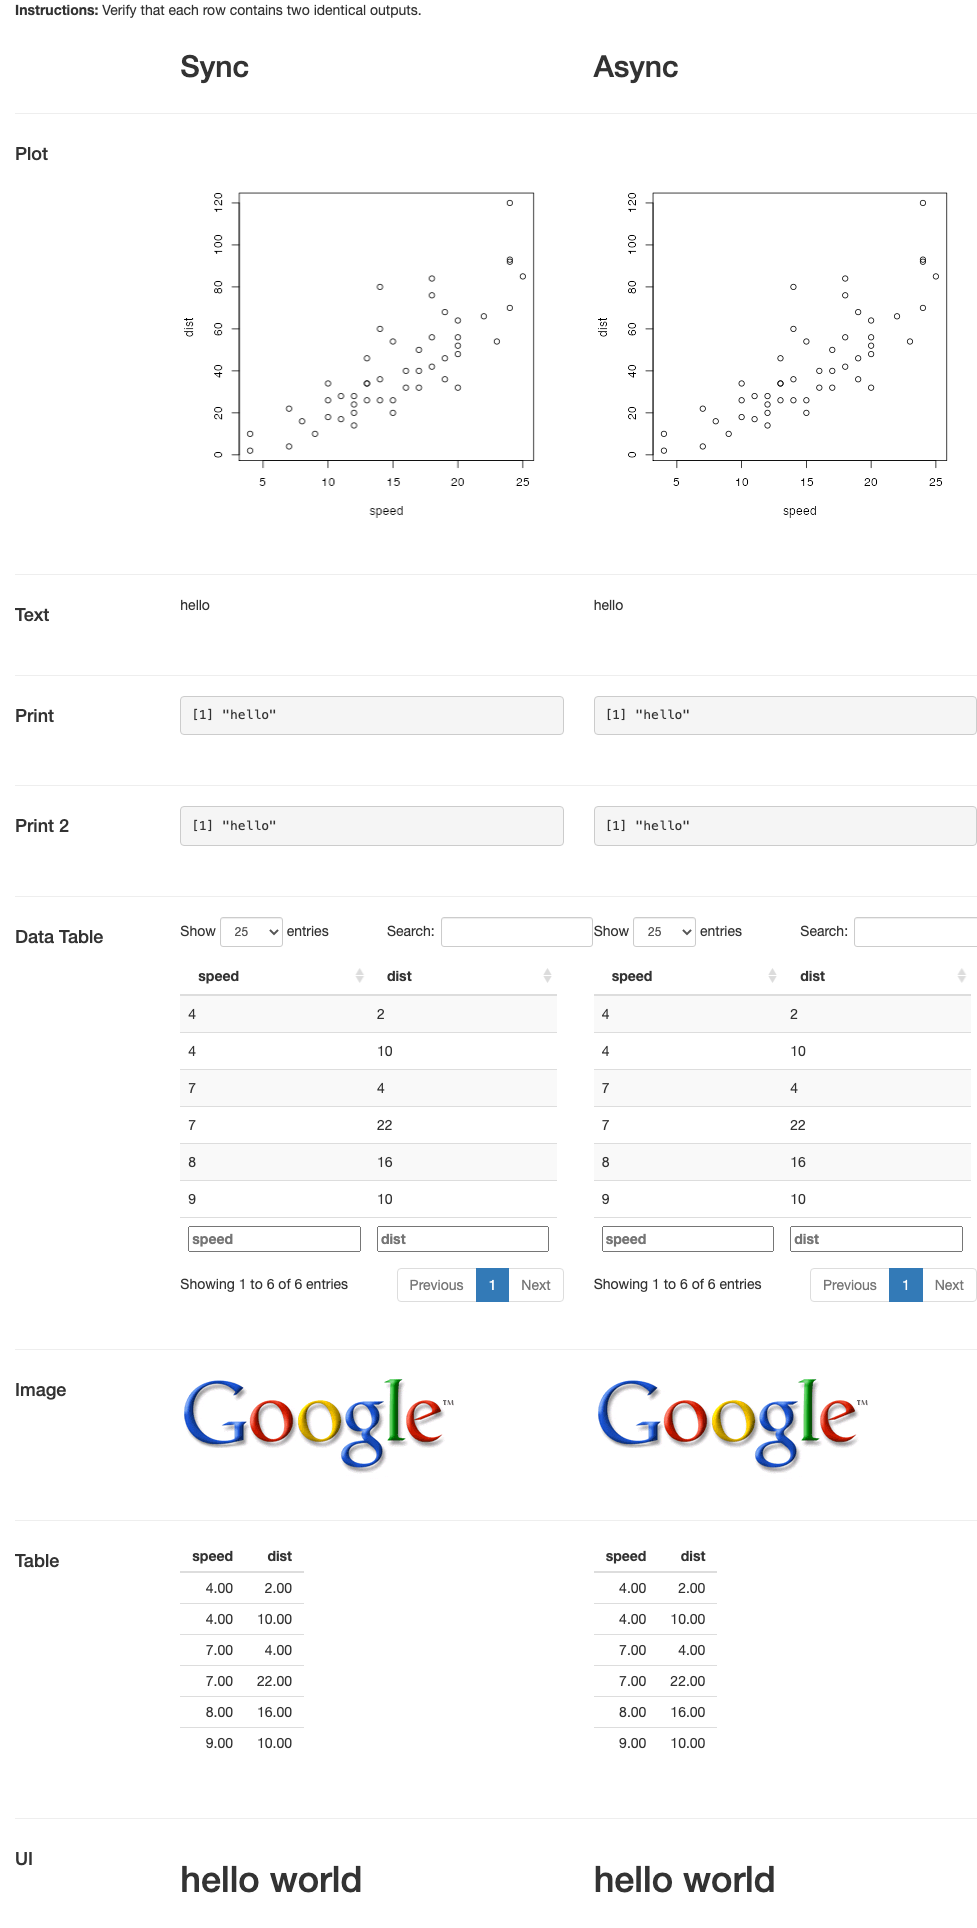 Instructions: Verify that each row contains two identical outputs.
Sync Async
Plot
120 120
100 100
80 80
60 60
40 40
20 20
0 0
dist dist
5 10 15 20 25 5 10 15 20 25
speed speed
Text hello hello
Print [1] "hello" [1] "hello"
Print 2 [1] "hello" [1] "hello"
Data Table Show 25 entries Search: Show 25 entries Search:
speed dist speed dist
4 2 4 2
4 10 4 10
7 4 7 4
7 22 7 22
8 16 8 16
9 10 9 10
speed dist speed dist
Showing 1 to 6 of 6 entries Previous 1 Next Showing 1 to 6 of 6 entries Previous 1 Next
Image Google™ Google™
Table speed dist speed dist
4.00 2.00 4.00 2.00
4.00 10.00 4.00 10.00
7.00 4.00 7.00 4.00
7.00 22.00 7.00 22.00
8.00 16.00 8.00 16.00
9.00 10.00 9.00 10.00
UI hello world hello world